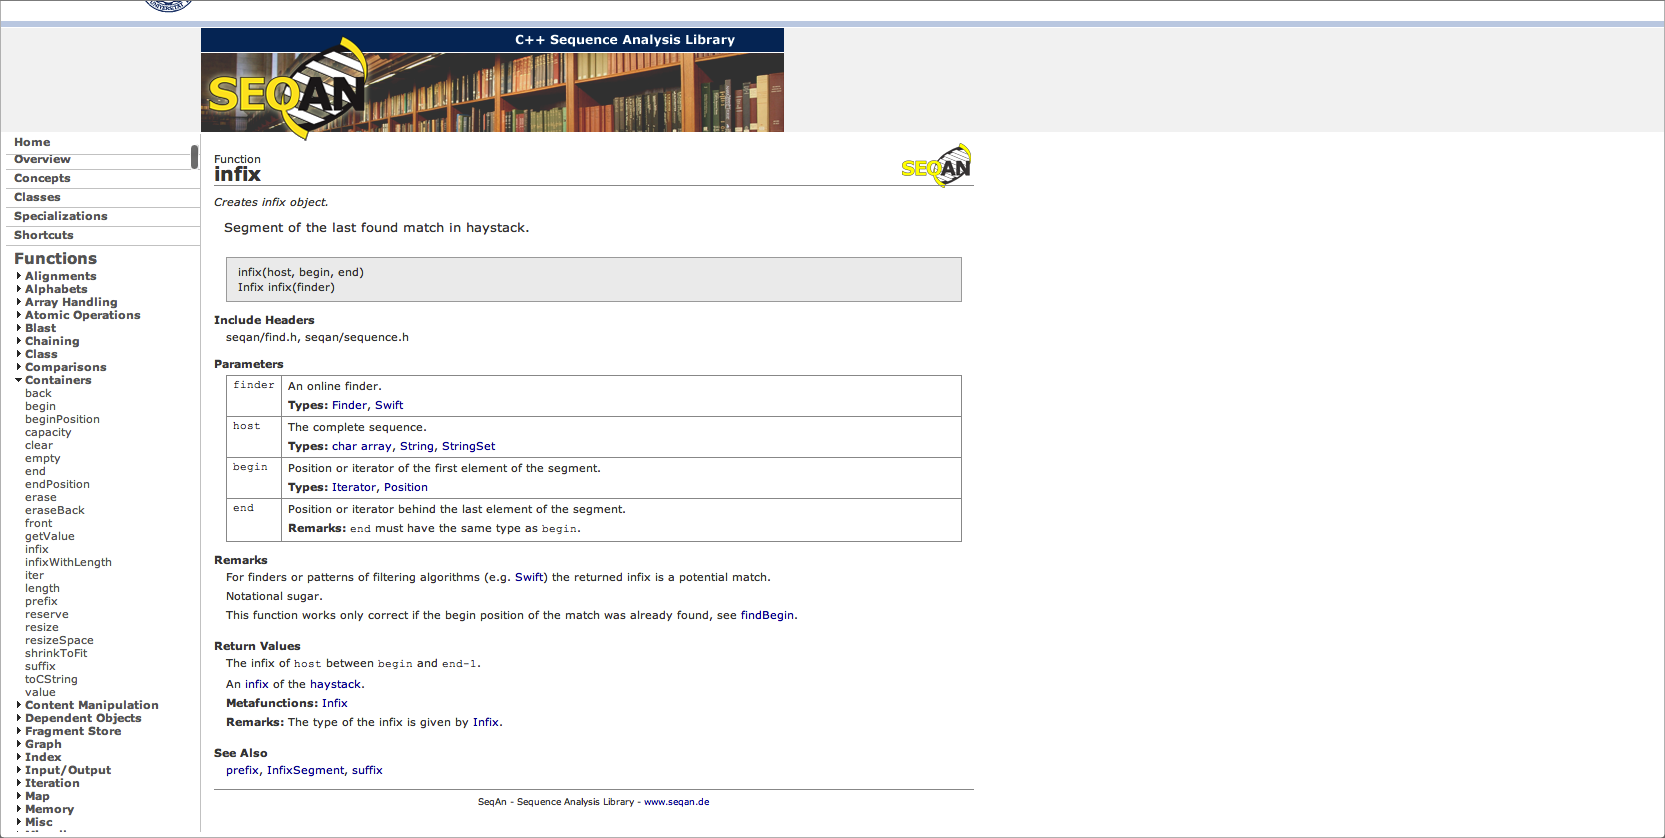 UNIVERSITÄT
C++ Sequence Analysis Library
SEQAN
Home
Overview
Concepts
Classes
Specializations
Shortcuts
Functions
Alignments
Alphabets
Array Handling
Atomic Operations
Blast
Chaining
Class
Comparisons
Containers
back
begin
beginPosition
capacity
clear
empty
end
endPosition
erase
eraseBack
front
getValue
infix
infixWithLength
iter
length
prefix
reserve
resize
resizeSpace
shrinkToFit
suffix
toCString
value
Content Manipulation
Dependent Objects
Fragment Store
Graph
Index
Input/Output
Iteration
Map
Memory
Misc
Function
infix
SEQAN
Creates infix object.
Segment of the last found match in haystack.
infix(host, begin, end)
Infix infix(finder)
Include Headers
seqan/find.h, seqan/sequence.h
Parameters
finder
An online finder.
Types: Finder, Swift
host
The complete sequence.
Types: char array, String, StringSet
begin
Position or iterator of the first element of the segment.
Types: Iterator, Position
end
Position or iterator behind the last element of the segment.
Remarks: end must have the same type as begin.
Remarks
For finders or patterns of filtering algorithms (e.g. Swift) the returned infix is a potential match.
Notational sugar.
This function works only correct if the begin position of the match was already found, see findBegin.
Return Values
The infix of host between begin and end-1.
An infix of the haystack.
Metafunctions: Infix
Remarks: The type of the infix is given by Infix.
See Also
prefix, InfixSegment, suffix
SeqAn - Sequence Analysis Library - www.seqan.de